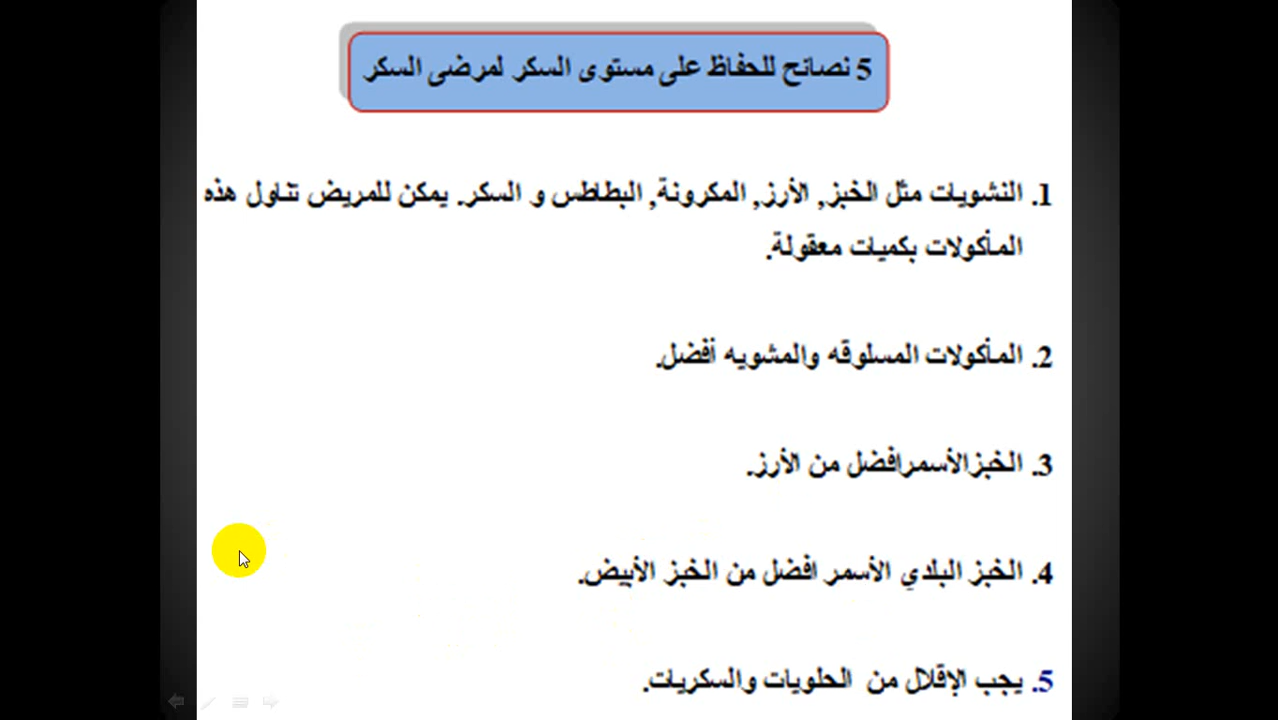 5 نصائح للحفاظ على مستوى السكر لمرضى السكر
1. النشويات مثل الخبز, الأرز, المكرونة, البطاطس و السكر. يمكن للمريض تناول هذه
المأكولات بكميات معقولة.
2. المأكولات المسلوقه والمشويه أفضل.
3. الخبزالأسمرافضل من الأرز.
4. الخبز البلدي الأسمر افضل من الخبز الأبيض.
5. يجب الإقلال من الحلويات والسكريات.